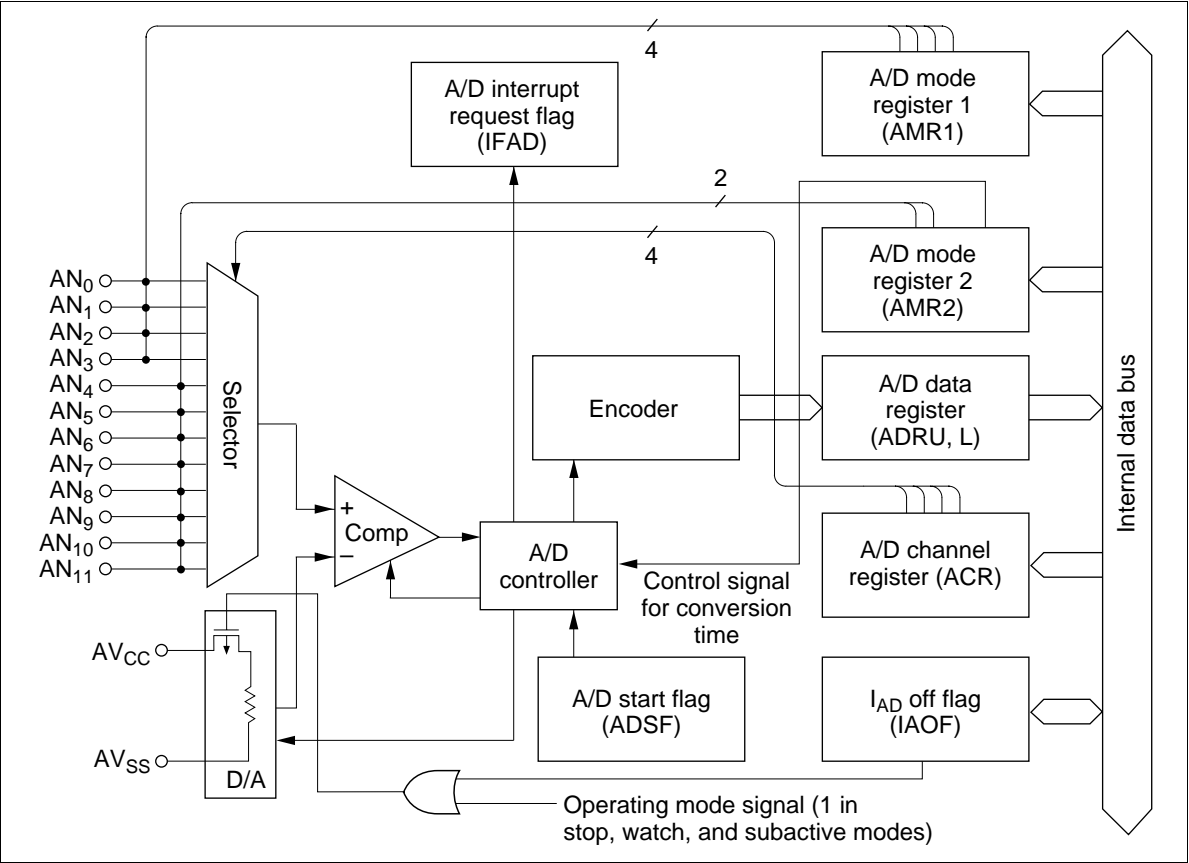 4
A/D mode
register 1
(AMR1)
A/D interrupt
request flag
(IFAD)
2
4
A/D mode
register 2
(AMR2)
AN0
AN1
AN2
AN3
AN4
AN5
AN6
AN7
AN8
AN9
AN10
AN11
Selector
Encoder
A/D data
register
(ADRU, L)
Internal data bus
+
Comp
–
A/D
controller
A/D channel
register (ACR)
Control signal
for conversion
time
AVCC
AVSS
D/A
A/D start flag
(ADSF)
IAD off flag
(IAOF)
Operating mode signal (1 in
stop, watch, and subactive modes)